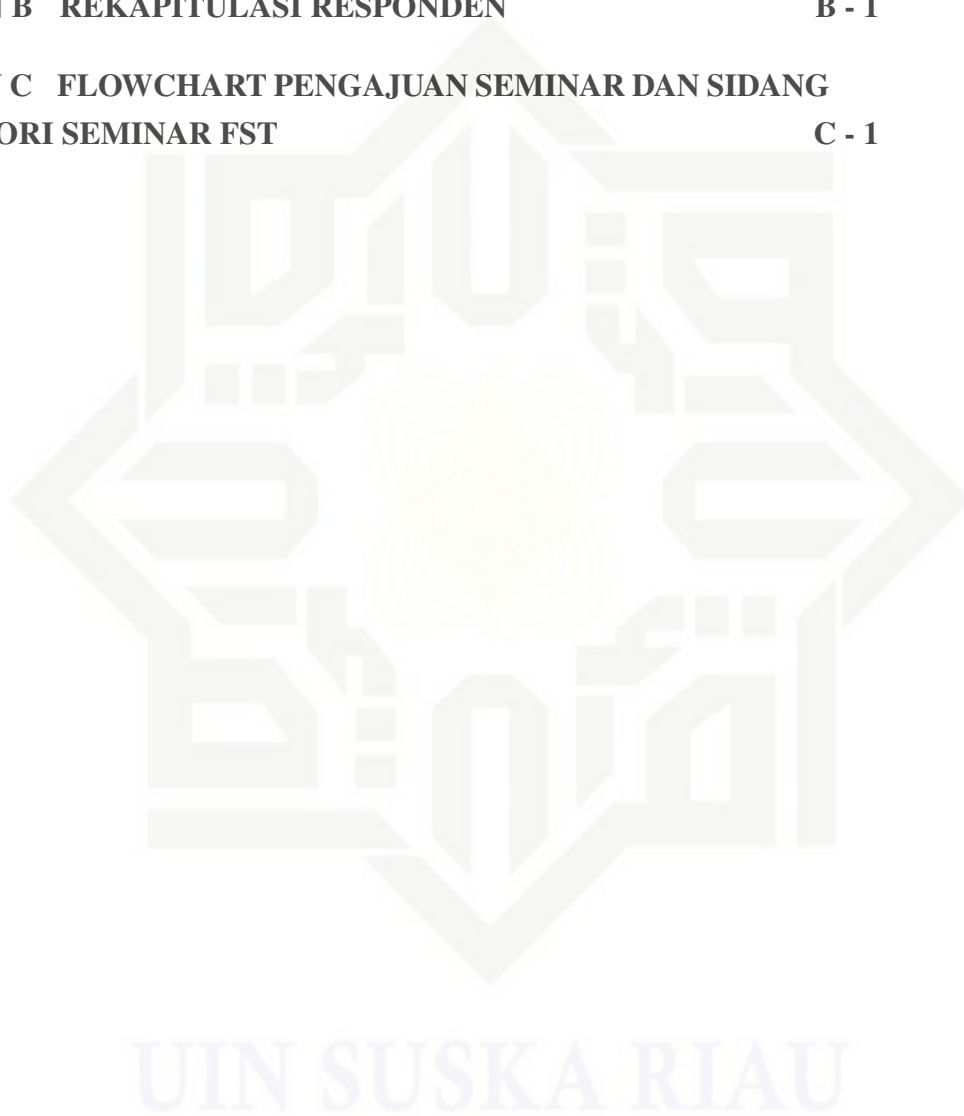 B REKAPITULASI RESPONDEN B - 1
C FLOWCHART PENGAJUAN SEMINAR DAN SIDANG
ORI SEMINAR FST C - 1
UIN SUSKA RIAU